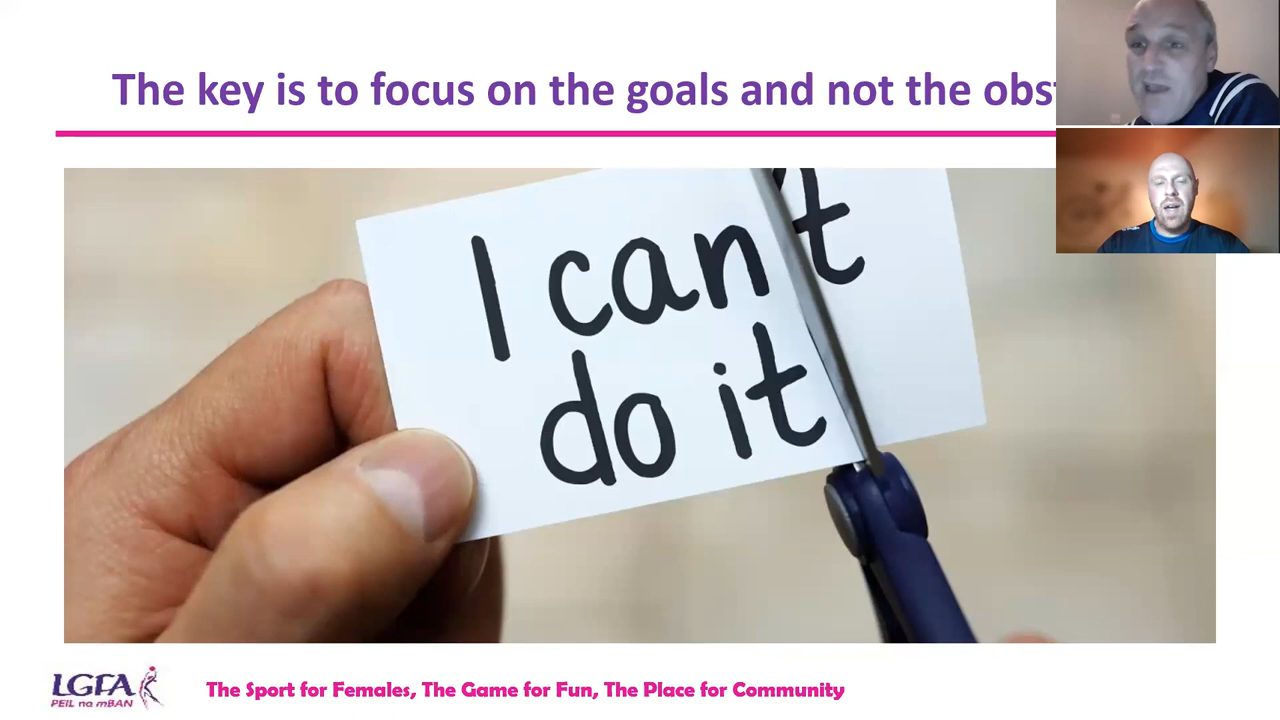 The key is to focus on the goals and not the
I can't
do it
LGFA
PEIL na mBAN
The Sport for Females, The Game for Fun, The Place for Community